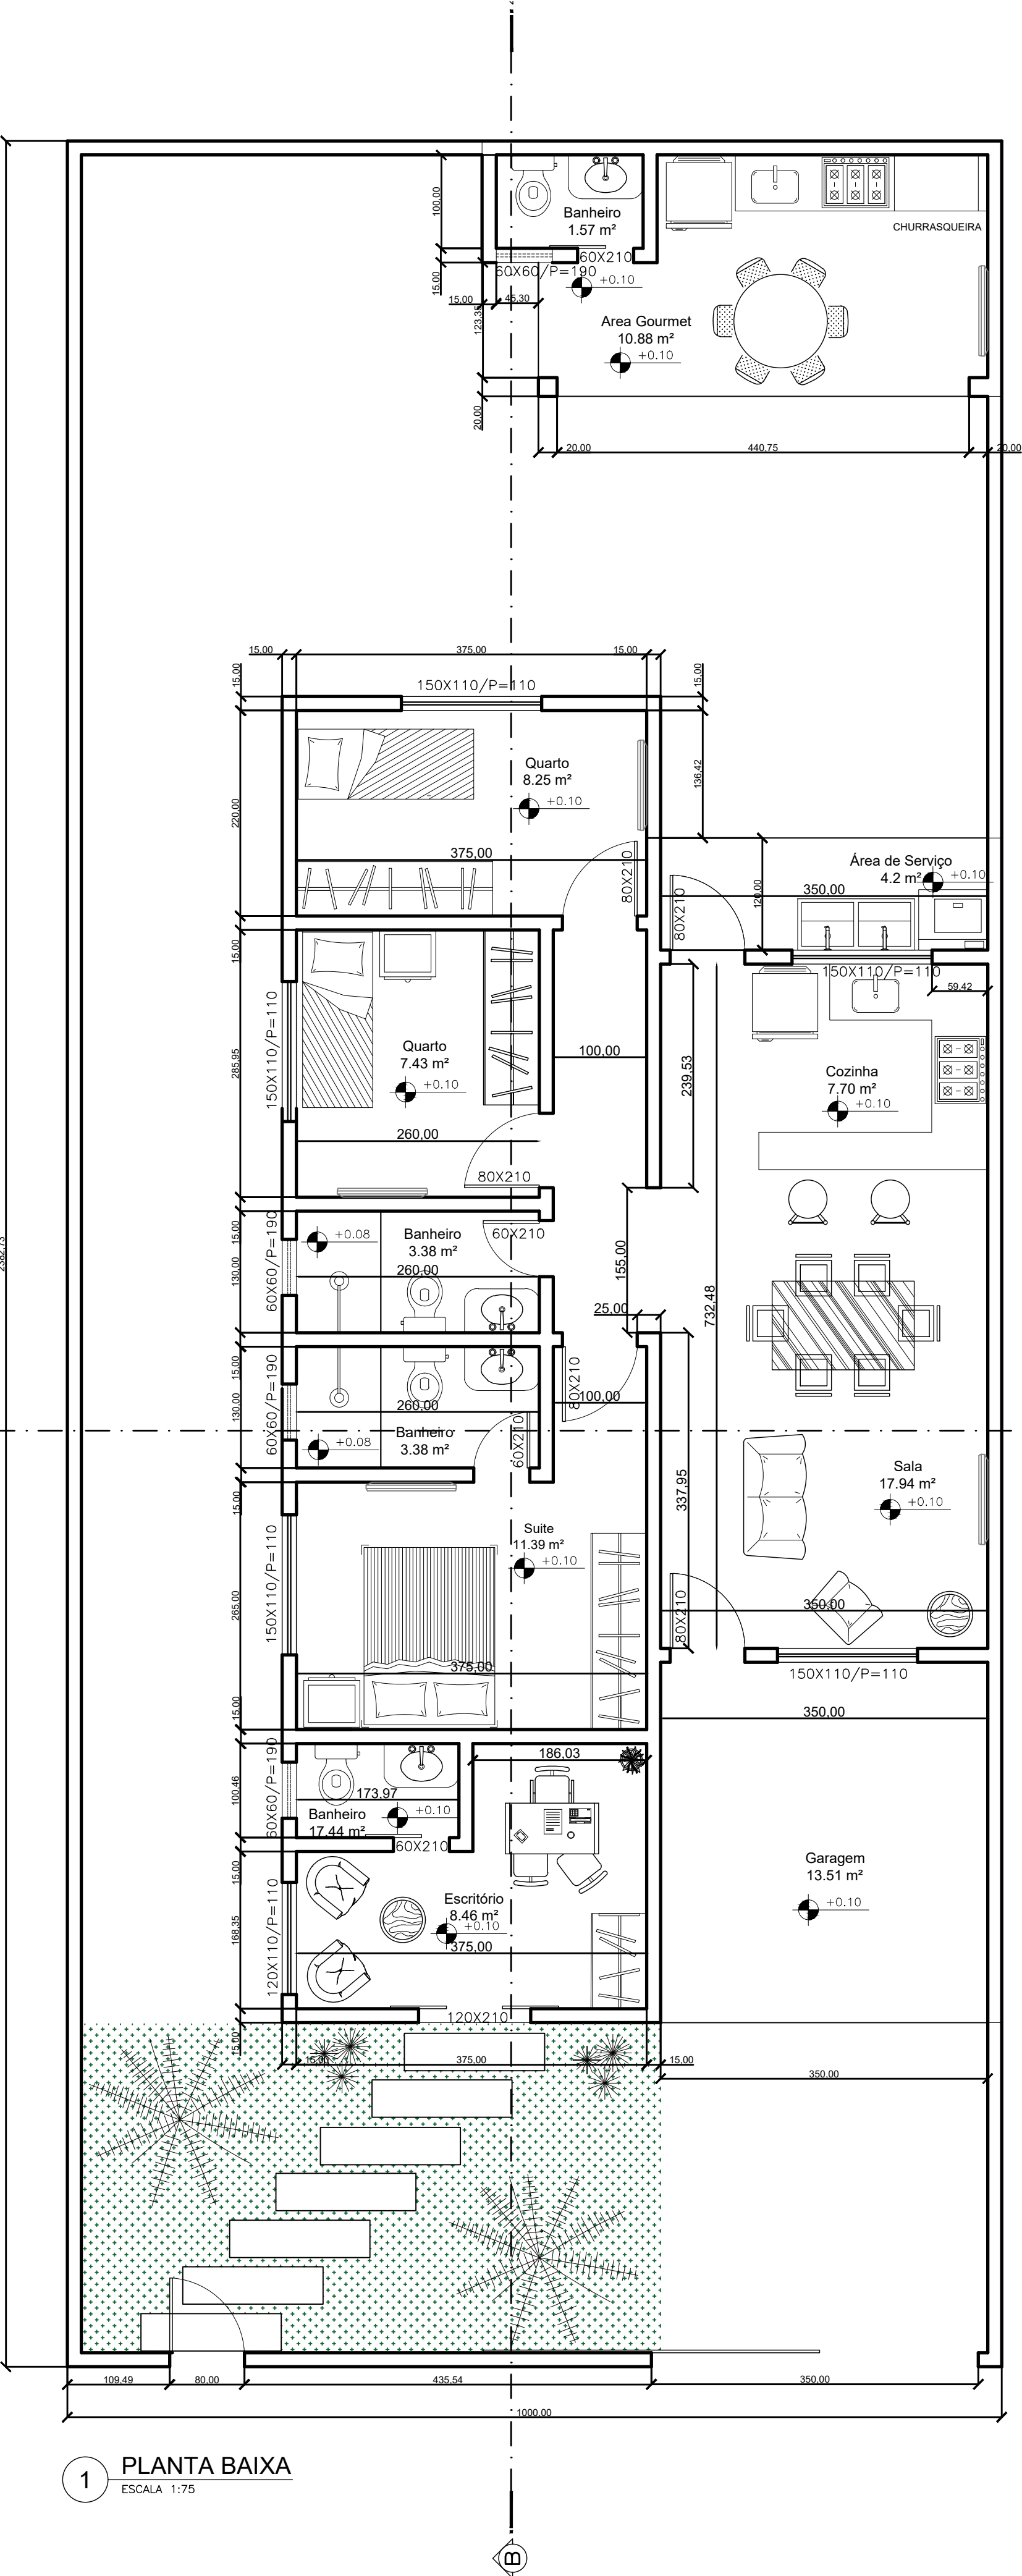 Banheiro
1.57 m²
100,00
60X210
60X60/P=190
+0.10
15,00
15,00
45,30
123,35
20,00
CHURRASQUEIRA
Area Gourmet
10.88 m²
+0.10
20,00
440,75
20,00
15,00
375,00
15,00
15,00
15,00
150X110/P=110
Quarto
8.25 m²
+0.10
136,42
220,00
375,00
80X210
Área de Serviço
4.2 m²
+0.10
350,00
120,00
80X210
150X110/P=110
59,42
15,00
150X110/P=110
285,95
Quarto
7.43 m²
+0.10
260,00
80X210
100,00
239,53
Cozinha
7.70 m²
+0.10
15,00
60X60/P=190
130,00
+0.08
Banheiro
3.38 m²
60X210
260,00
155,00
25,00
732,48
2382,73
15,00
60X60/P=190
130,00
260,00
Banheiro
3.38 m²
+0.08
60X210
80X210
100,00
337,95
Sala
17.94 m²
+0.10
15,00
150X110/P=110
265,00
Suite
11.39 m²
+0.10
375,00
80X210
350,00
150X110/P=110
350,00
15,00
60X60/P=190
100,46
173,97
Banheiro
17.44 m²
+0.10
60X210
186,03
Garagem
13.51 m²
+0.10
15,00
120X110/P=110
168,35
Escritório
8.46 m²
+0.10
375,00
120X210
15,00
15,00
375,00
15,00
350,00
109,49
80,00
435,54
350,00
1000,00
1
PLANTA BAIXA
ESCALA 1:75
B